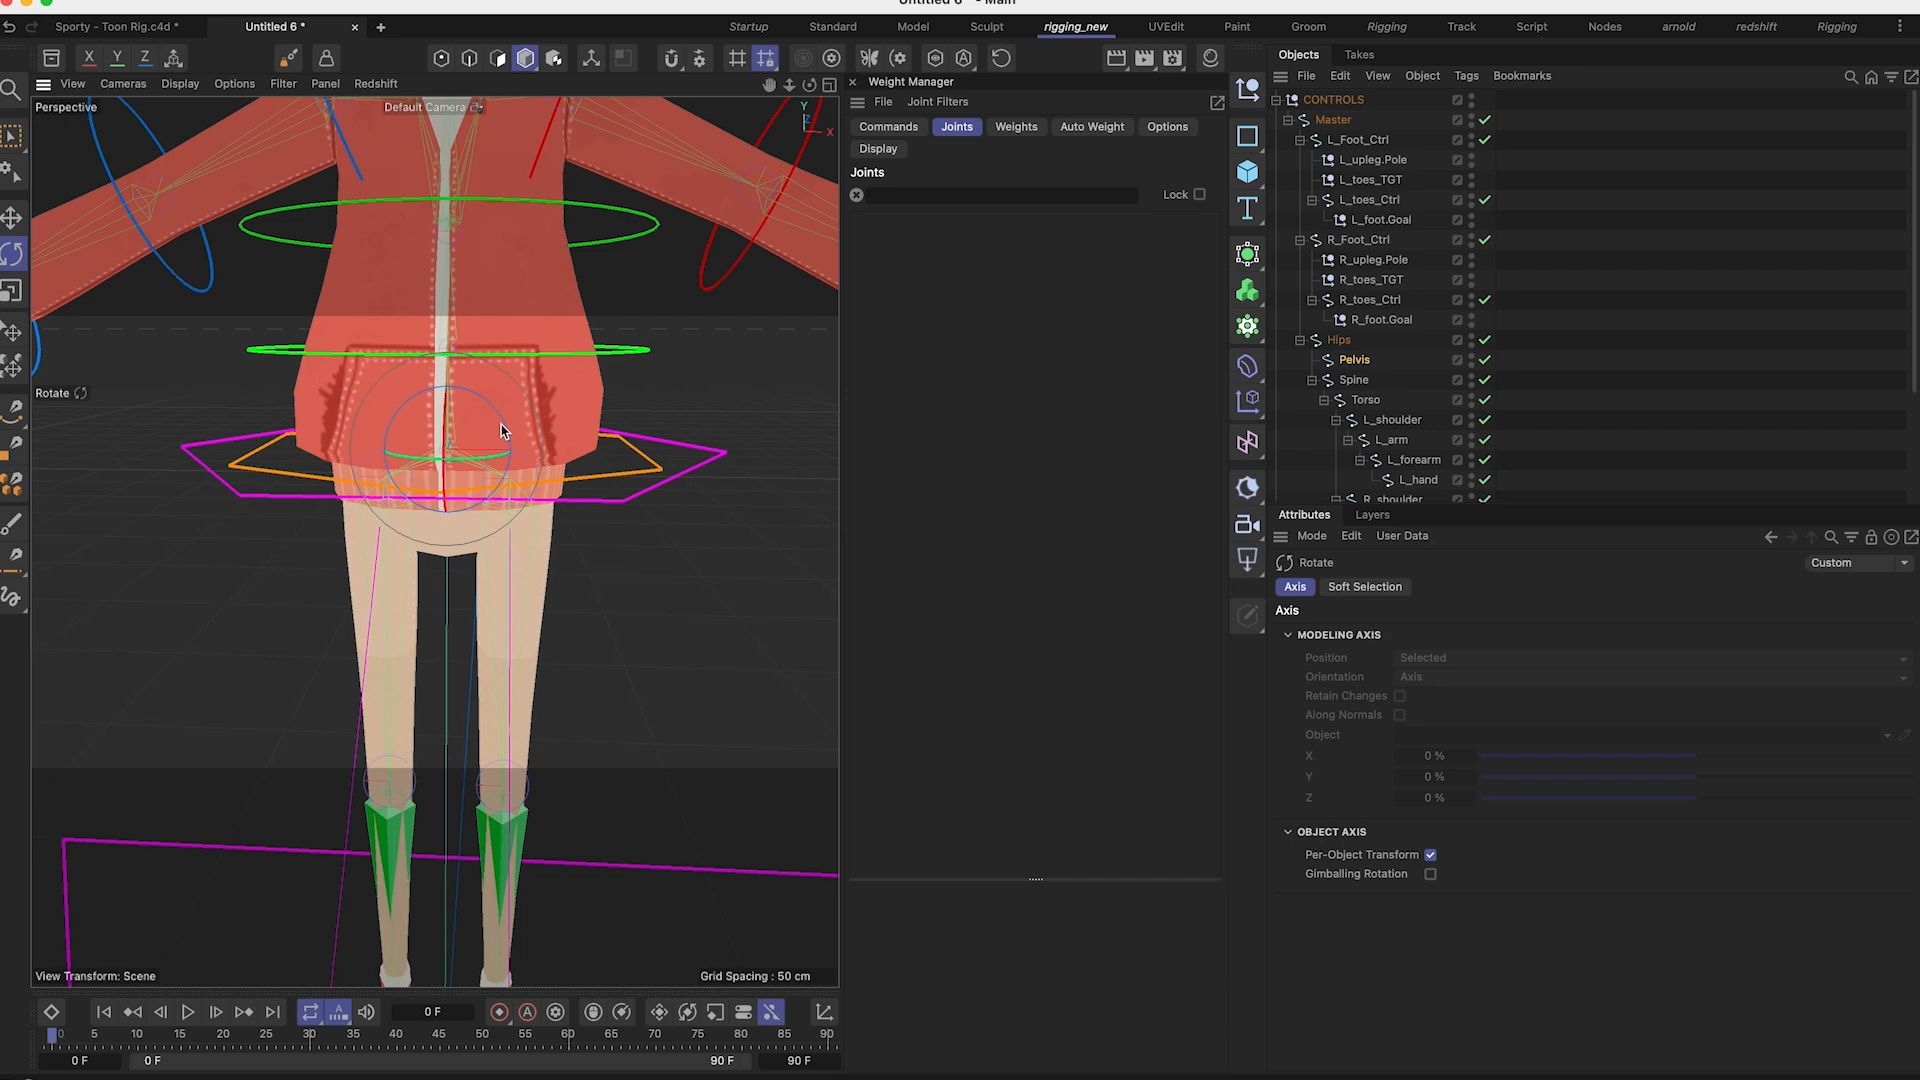 Untitled 6 * - Main
Sporty - Toon Rig.c4d *
Untitled 6 *
Startup
Standard
Model
Sculpt
rigging_new
UVEdit
Paint
Groom
Rigging
Track
Script
Nodes
arnold
redshift
Rigging
X
Y
Z
View
Cameras
Display
Options
Filter
Panel
Redshift
Perspective
Default Camera
Y
Z
X
Rotate
View Transform: Scene
Grid Spacing : 50 cm
Weight Manager
File
Joint Filters
Commands
Joints
Weights
Auto Weight
Options
Display
Joints
Lock
Objects
Takes
File
Edit
View
Object
Tags
Bookmarks
CONTROLS
Master
L_Foot_Ctrl
L_upleg.Pole
L_toes_TGT
L_toes_Ctrl
L_foot.Goal
R_Foot_Ctrl
R_upleg.Pole
R_toes_TGT
R_toes_Ctrl
R_foot.Goal
Hips
Pelvis
Spine
Torso
L_shoulder
L_arm
L_forearm
L_hand
R_shoulder
Attributes
Layers
Mode
Edit
User Data
Rotate
Custom
Axis
Soft Selection
Axis
MODELING AXIS
Position
Selected
Orientation
Axis
Retain Changes
Along Normals
Object
X
0 %
Y
0 %
Z
0 %
OBJECT AXIS
Per-Object Transform
Gimballing Rotation
0 F
0 5 10 15 20 25 30 35 40 45 50 55 60 65 70 75 80 85 90
0 F
0 F
90 F
90 F